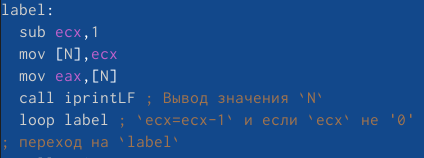 label:
sub ecx,1
mov [N],ecx
mov eax,[N]
call iprintLF ; Вывод значения `N`
loop label ; `ecx=ecx-1` и если `ecx` не '0'
; переход на `label`